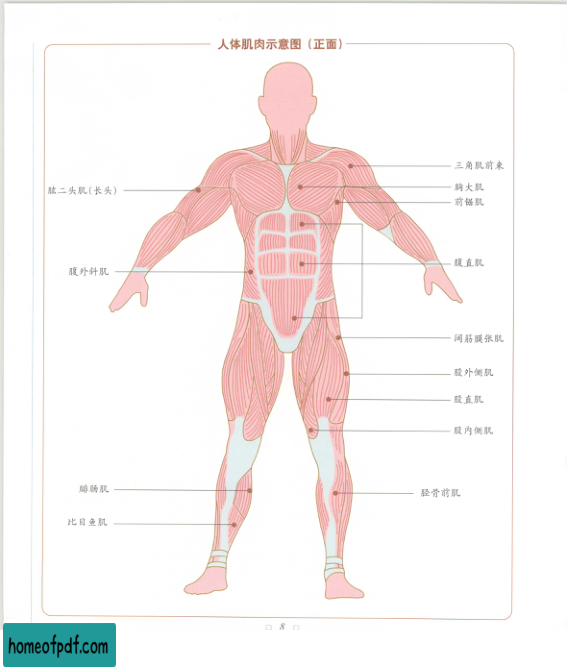 人体肌肉示意图（正面）
三角肌前束
肱二头肌(长头)
胸大肌
前锯肌
腹外斜肌
腹直肌
阔筋膜张肌
股外侧肌
股直肌
股内侧肌
腓肠肌
胫骨前肌
比目鱼肌
8
homeofpdf.com